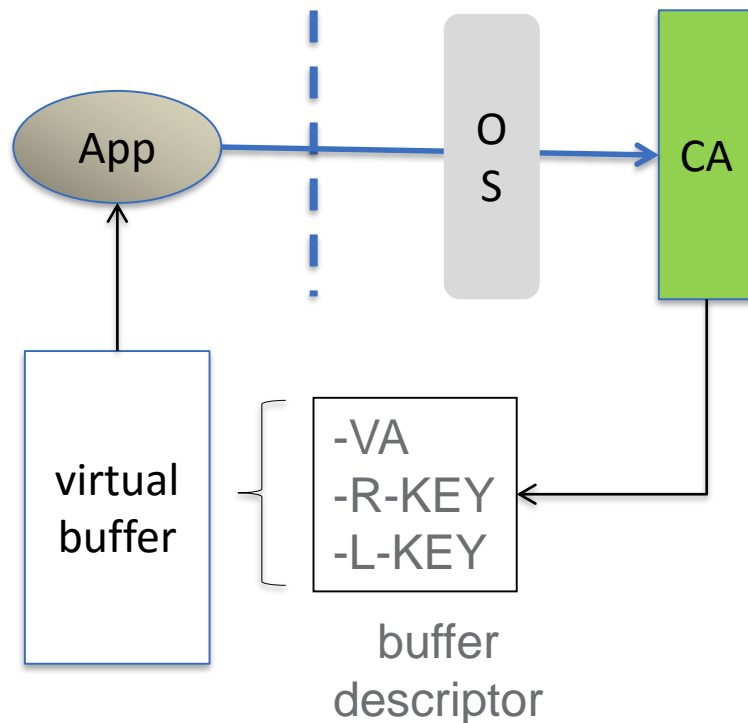 App
O
S
CA
virtual
buffer
-VA
-R-KEY
-L-KEY
buffer
descriptor